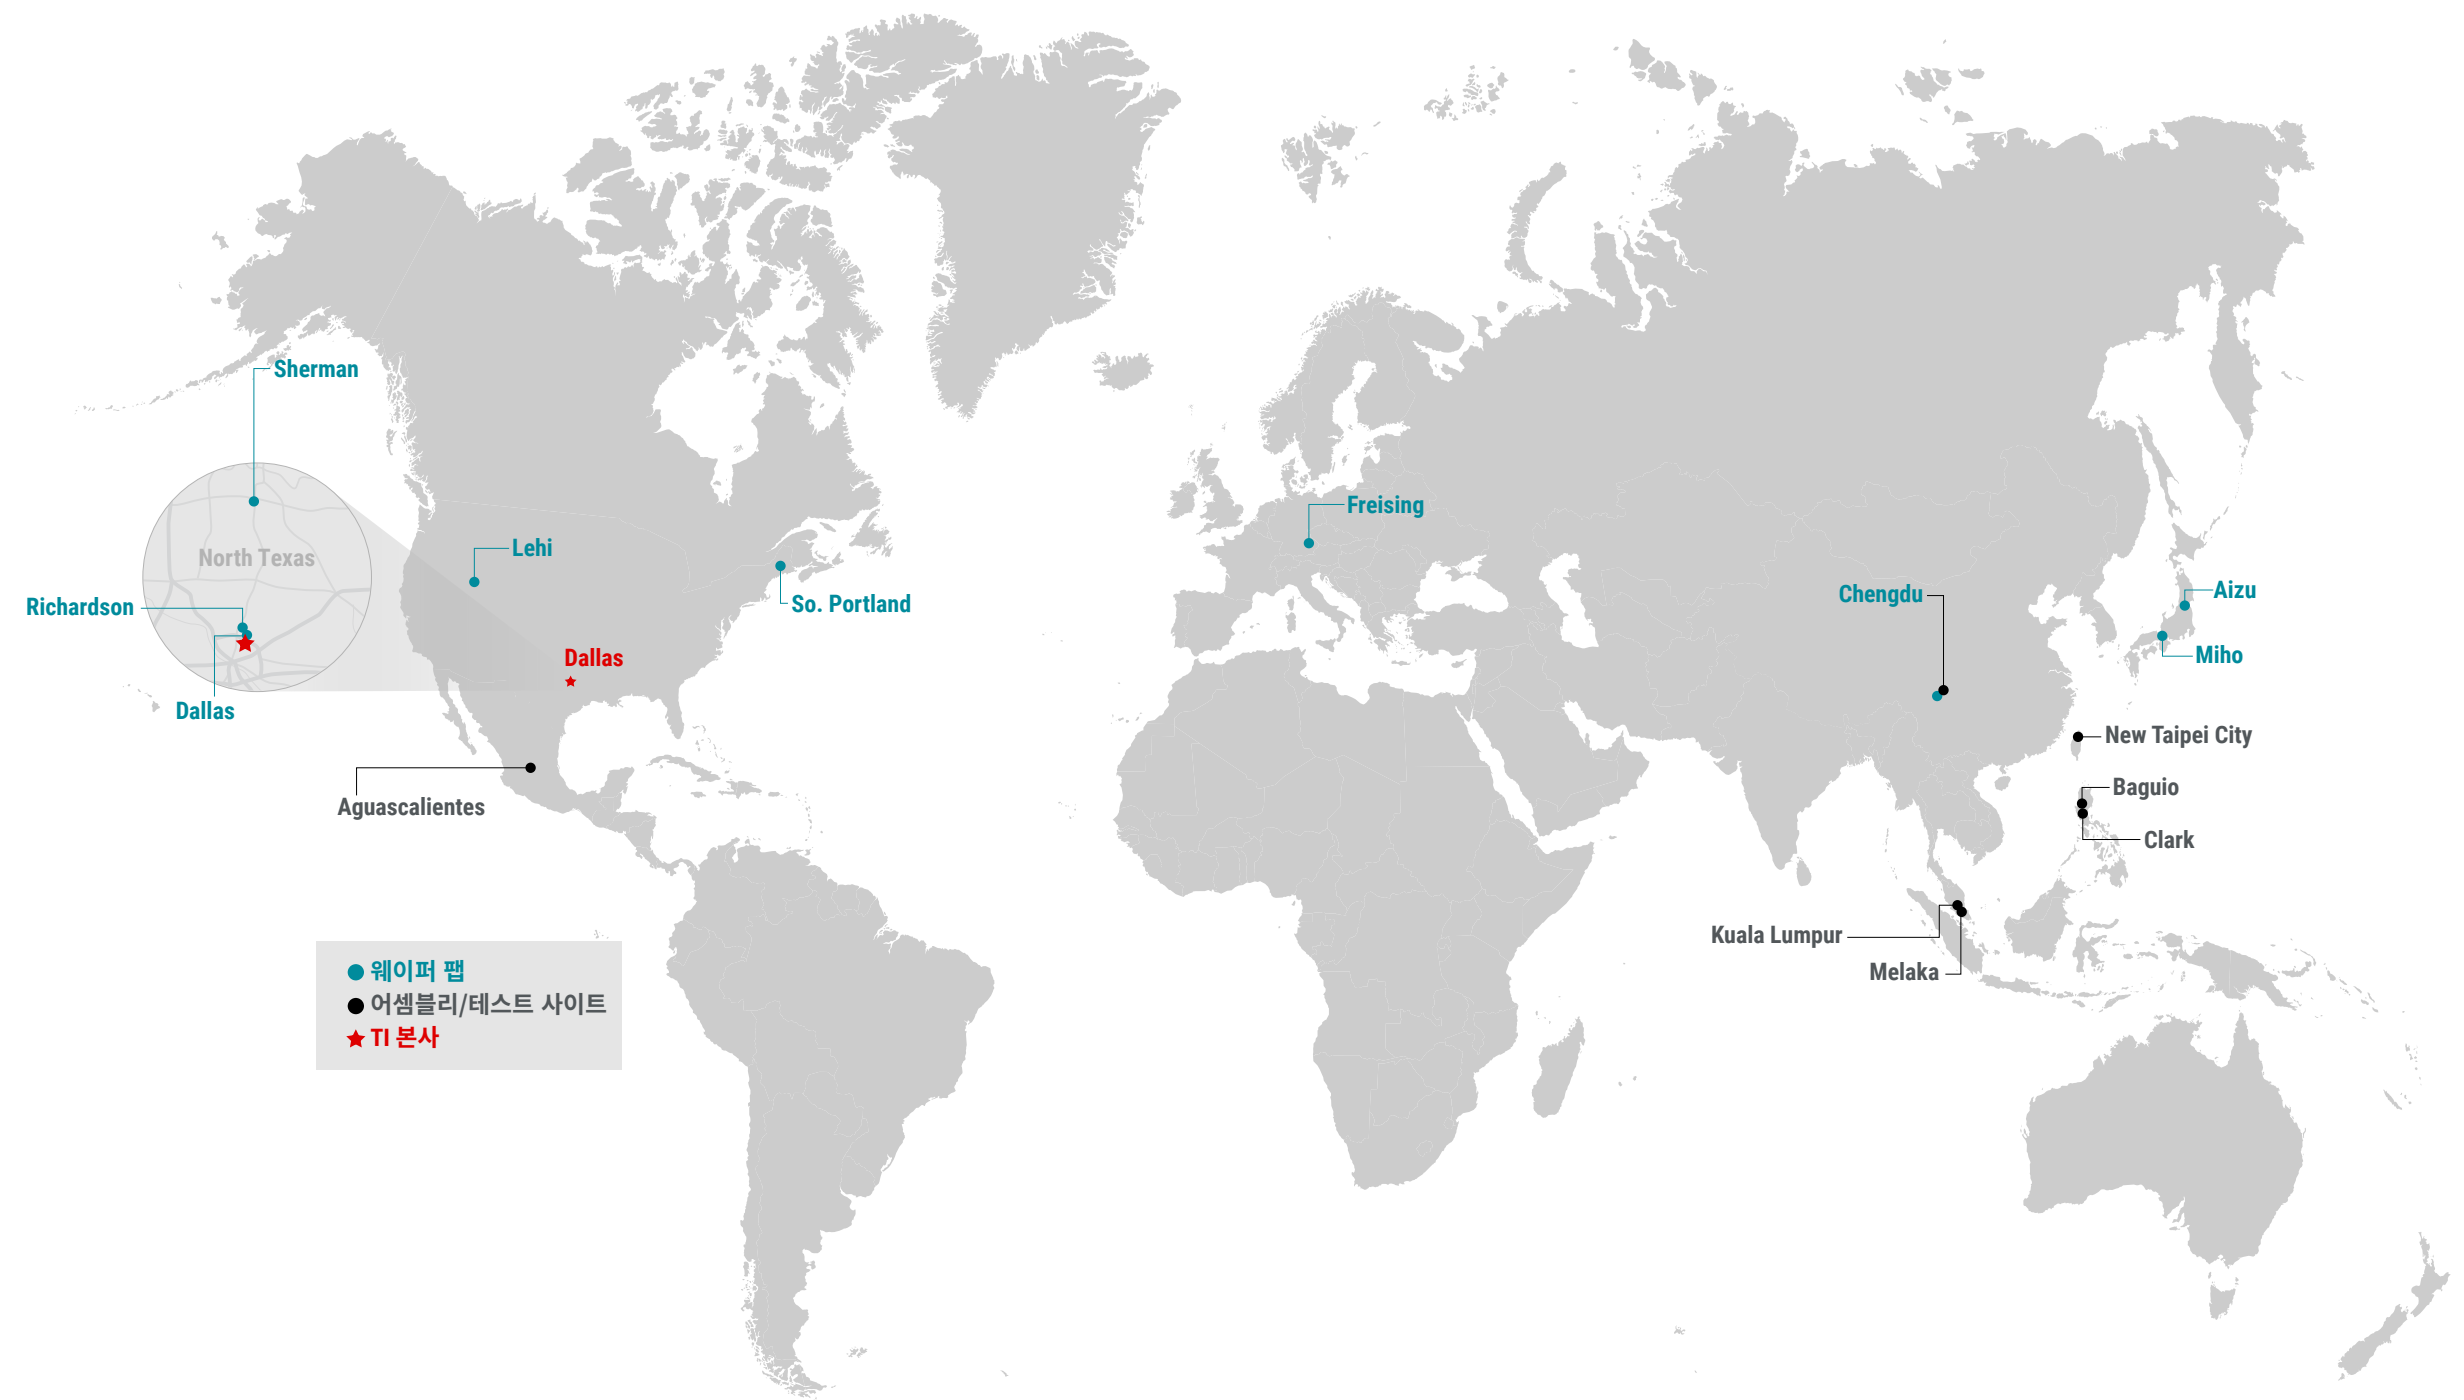 Sherman
Freising
Lehi
North Texas
Aizu
Chengdu
So. Portland
Richardson
Miho
Dallas
Dallas
New Taipei City
Baguio
Aguascalientes
Clark
Kuala Lumpur
Melaka
웨이퍼 팹
어셈블리/테스트 사이트
TI 본사